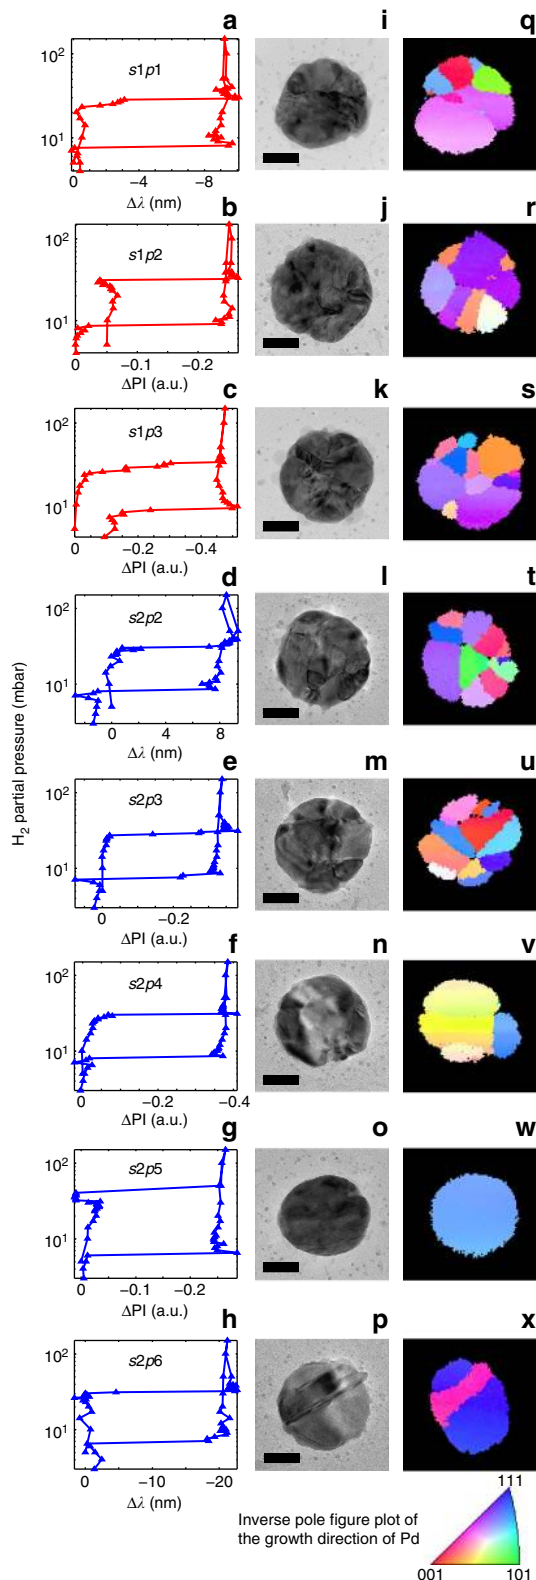 a i q
10²
10¹
s1p1
0 −4 −8
Δλ (nm)
b j r
10²
10¹
s1p2
0 −0.1 −0.2
ΔPI (a.u.)
c k s
10²
10¹
s1p3
0 −0.2 −0.4
ΔPI (a.u.)
d l t
10²
10¹
s2p2
0 4 8
Δλ (nm)
H₂ partial pressure (mbar)
e m u
10²
10¹
s2p3
0 −0.2
ΔPI (a.u.)
f n v
10²
10¹
s2p4
0 −0.2 −0.4
ΔPI (a.u.)
g o w
10²
10¹
s2p5
0 −0.1 −0.2
ΔPI (a.u.)
h p x
10²
10¹
s2p6
0 −10 −20
Δλ (nm)
Inverse pole figure plot of
the growth direction of Pd
111
001 101